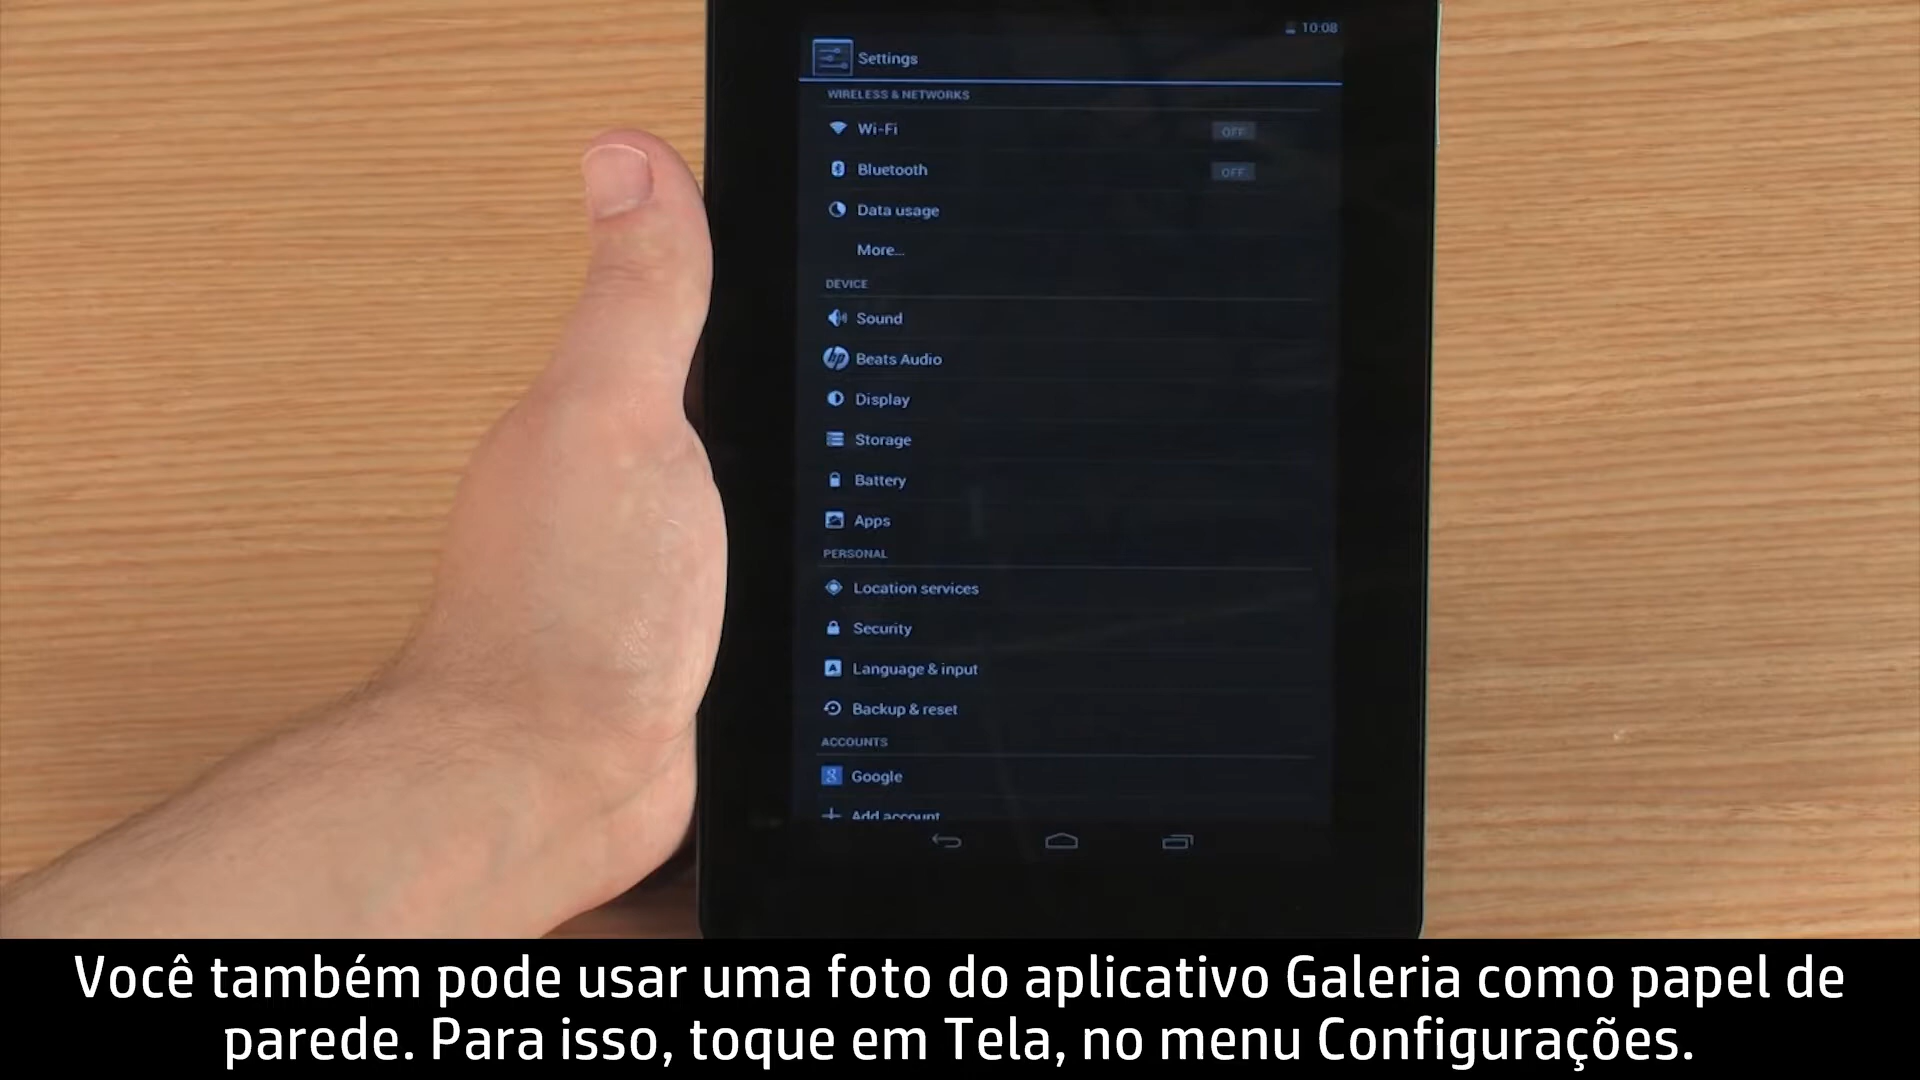 10:08
Settings
WIRELESS & NETWORKS
Wi-Fi OFF
Bluetooth OFF
Data usage
More...
DEVICE
Sound
hp Beats Audio
Display
Storage
Battery
Apps
PERSONAL
Location services
Security
A Language & input
Backup & reset
ACCOUNTS
g Google
Add account
Você também pode usar uma foto do aplicativo Galeria como papel de
parede. Para isso, toque em Tela, no menu Configurações.